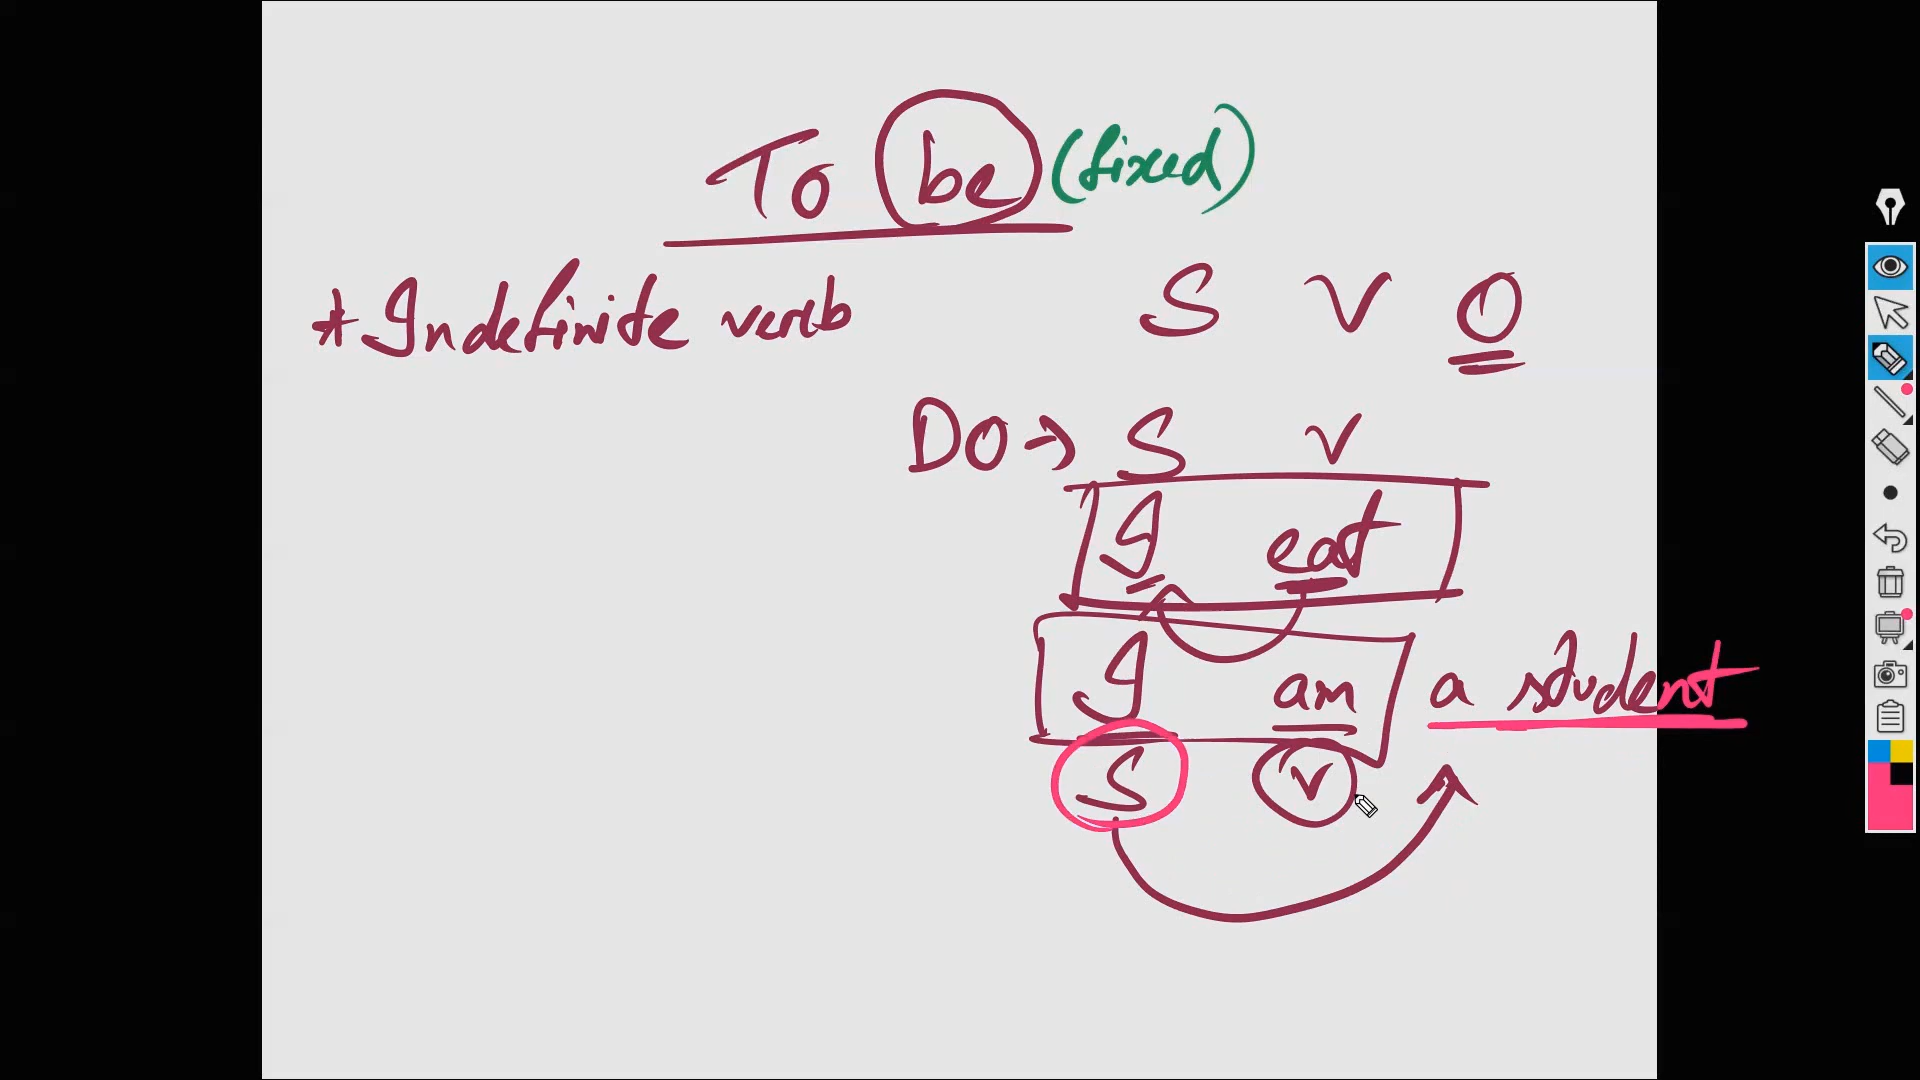 To be (fixed)
* Indefinite verb
S V O
DO → S V
I eat
I am a student
S V